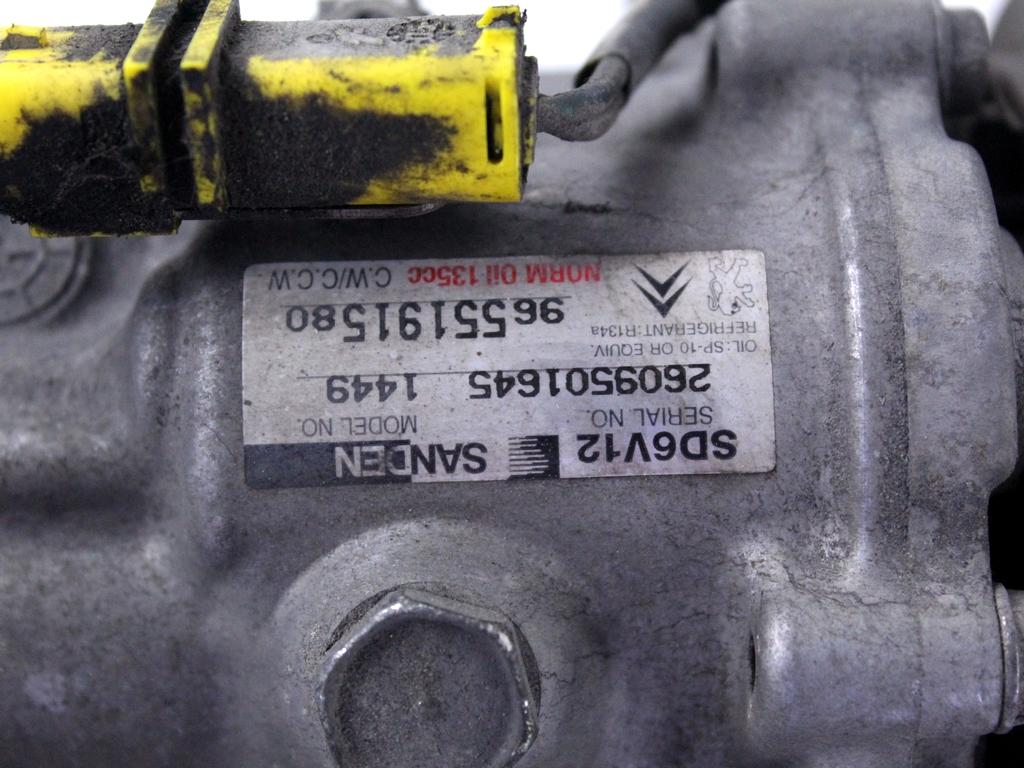 SD6V12 SANDEN
SERIAL NO. MODEL NO.
2609501645 1449
OIL: SP-10 OR EQUIV.
REFRIGERANT: R134a
9655191580
NORM Oil 135cc C.W/C.C.W